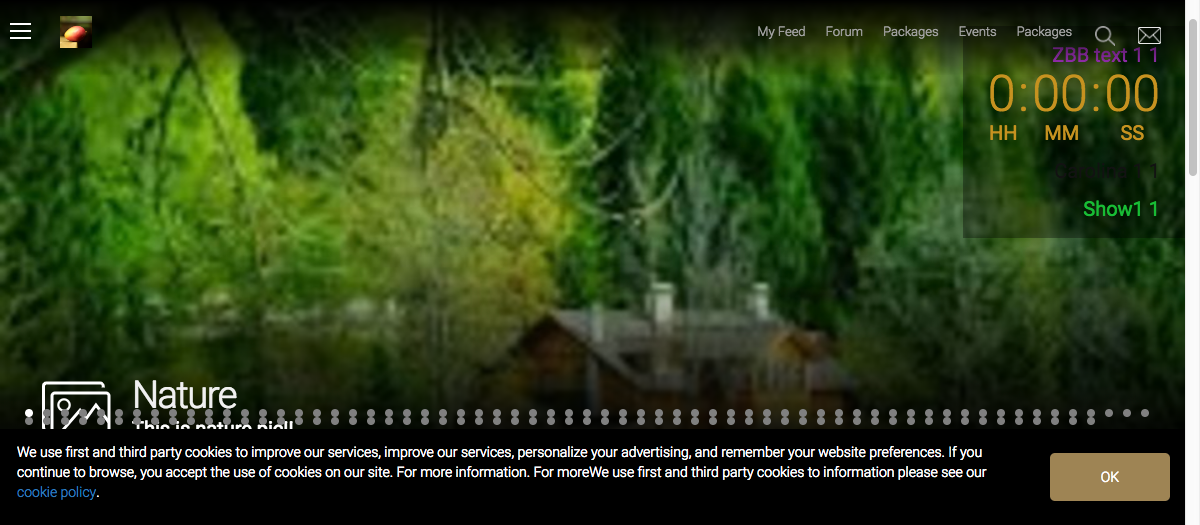 My Feed Forum Packages Events Packages
ZBB text 1 1
0:00:00
HH MM SS
Show1 1
Nature
This is nature pic!!
We use first and third party cookies to improve our services, improve our services, personalize your advertising, and remember your website preferences. If you
continue to browse, you accept the use of cookies on our site. For more information. For moreWe use first and third party cookies to information please see our
cookie policy.
OK